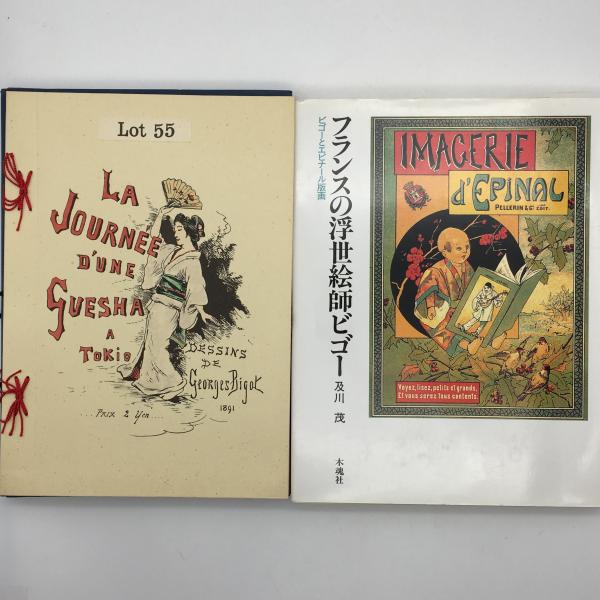 Lot 55
LA
JOURNÉE
D'UNE
GUESHA
A
TOKIO
DESSINS
DE
Georges Bigot
1891
...Prix 2 Yen...
フランスの浮世絵師ビゴー
ビゴーとエピナール版画
及川 茂
木魂社
IMAGERIE
d'EPINAL
PELLERIN & Cie EDIT.
Voyez, lisez, petits et grands,
Et vous serez tous contents.